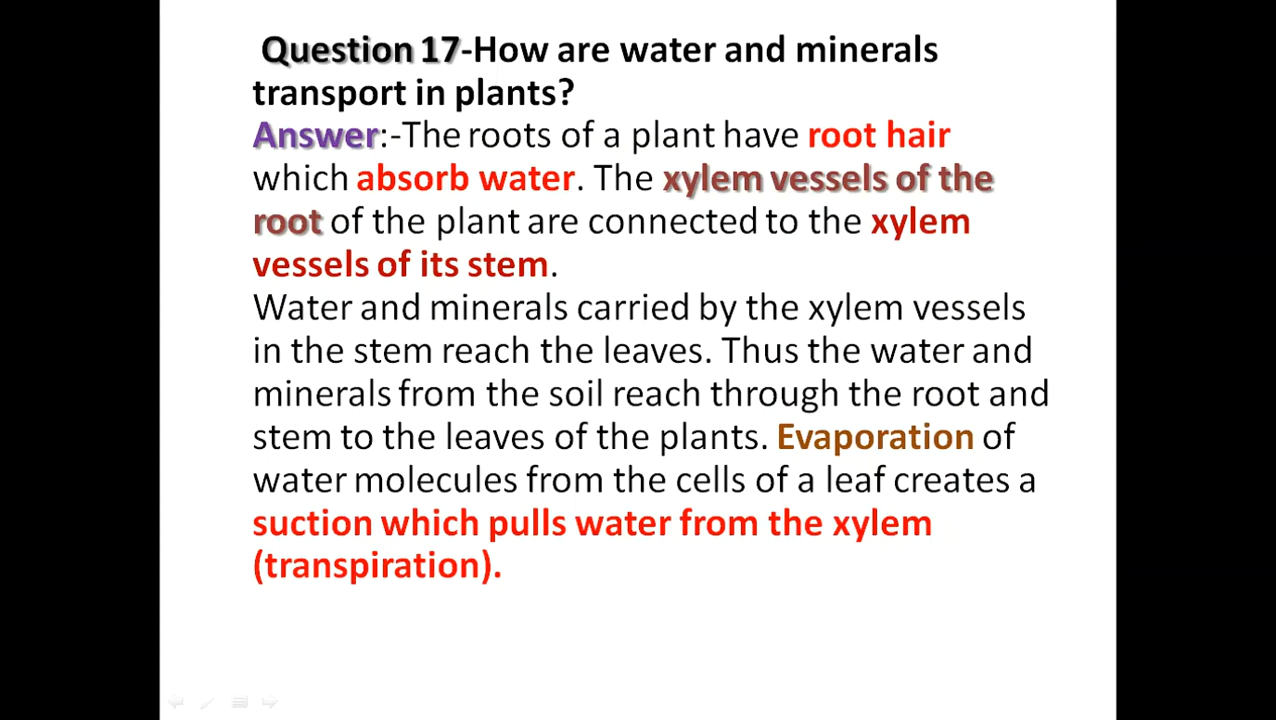 Question 17-How are water and minerals
transport in plants?
Answer:-The roots of a plant have root hair
which absorb water. The xylem vessels of the
root of the plant are connected to the xylem
vessels of its stem.
Water and minerals carried by the xylem vessels
in the stem reach the leaves. Thus the water and
minerals from the soil reach through the root and
stem to the leaves of the plants. Evaporation of
water molecules from the cells of a leaf creates a
suction which pulls water from the xylem
(transpiration).